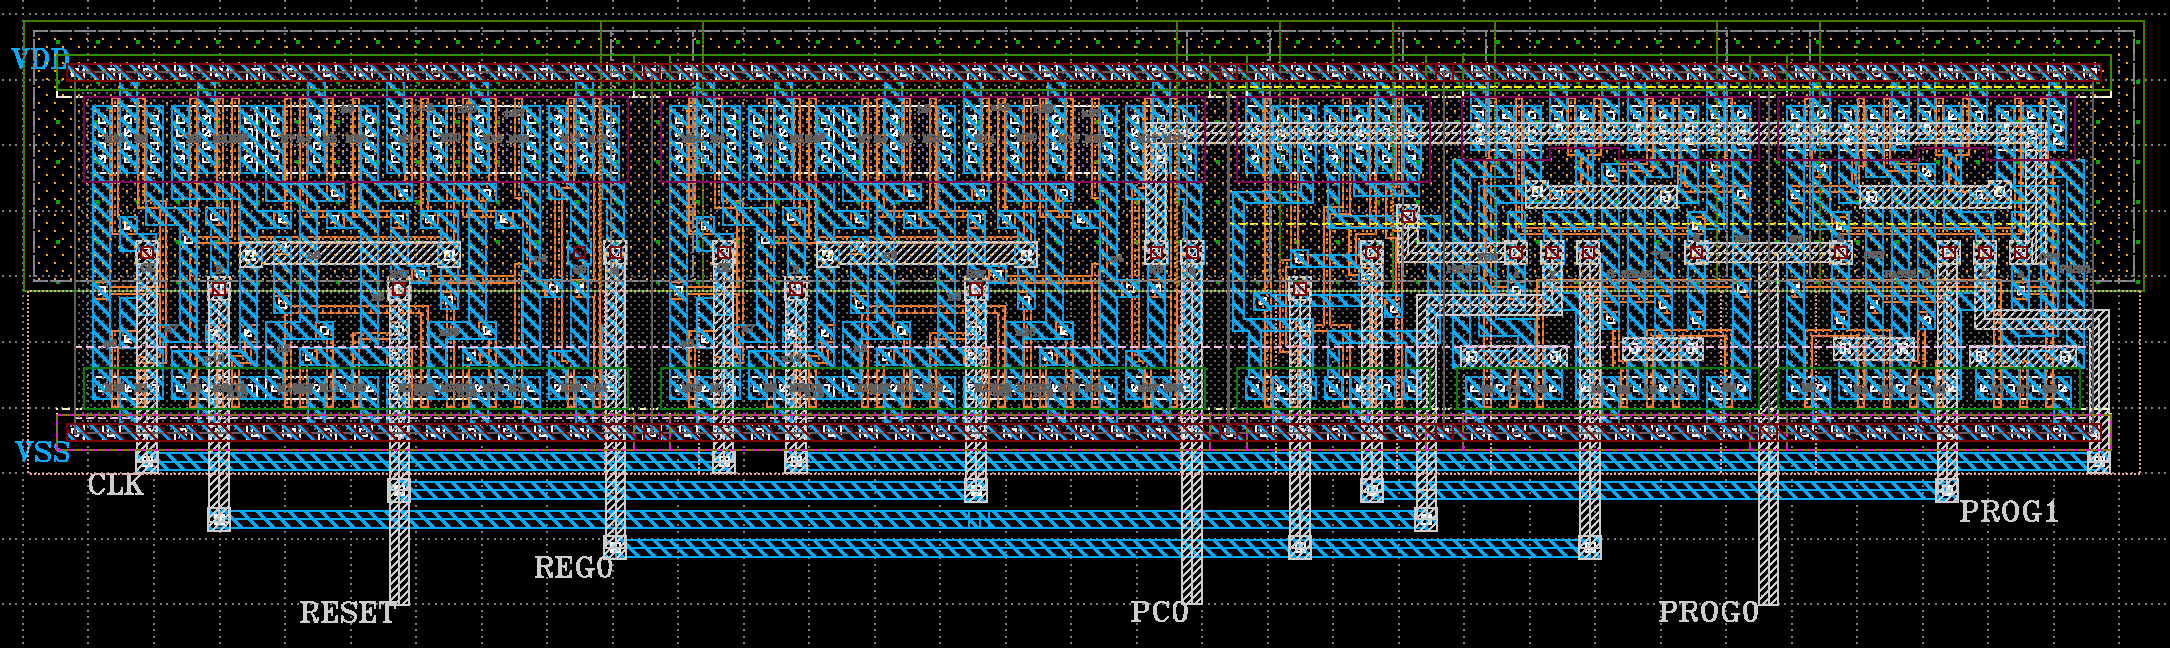 VDD
VSS
CLK
PROG1
REG0
RESET
PC0
PROG0